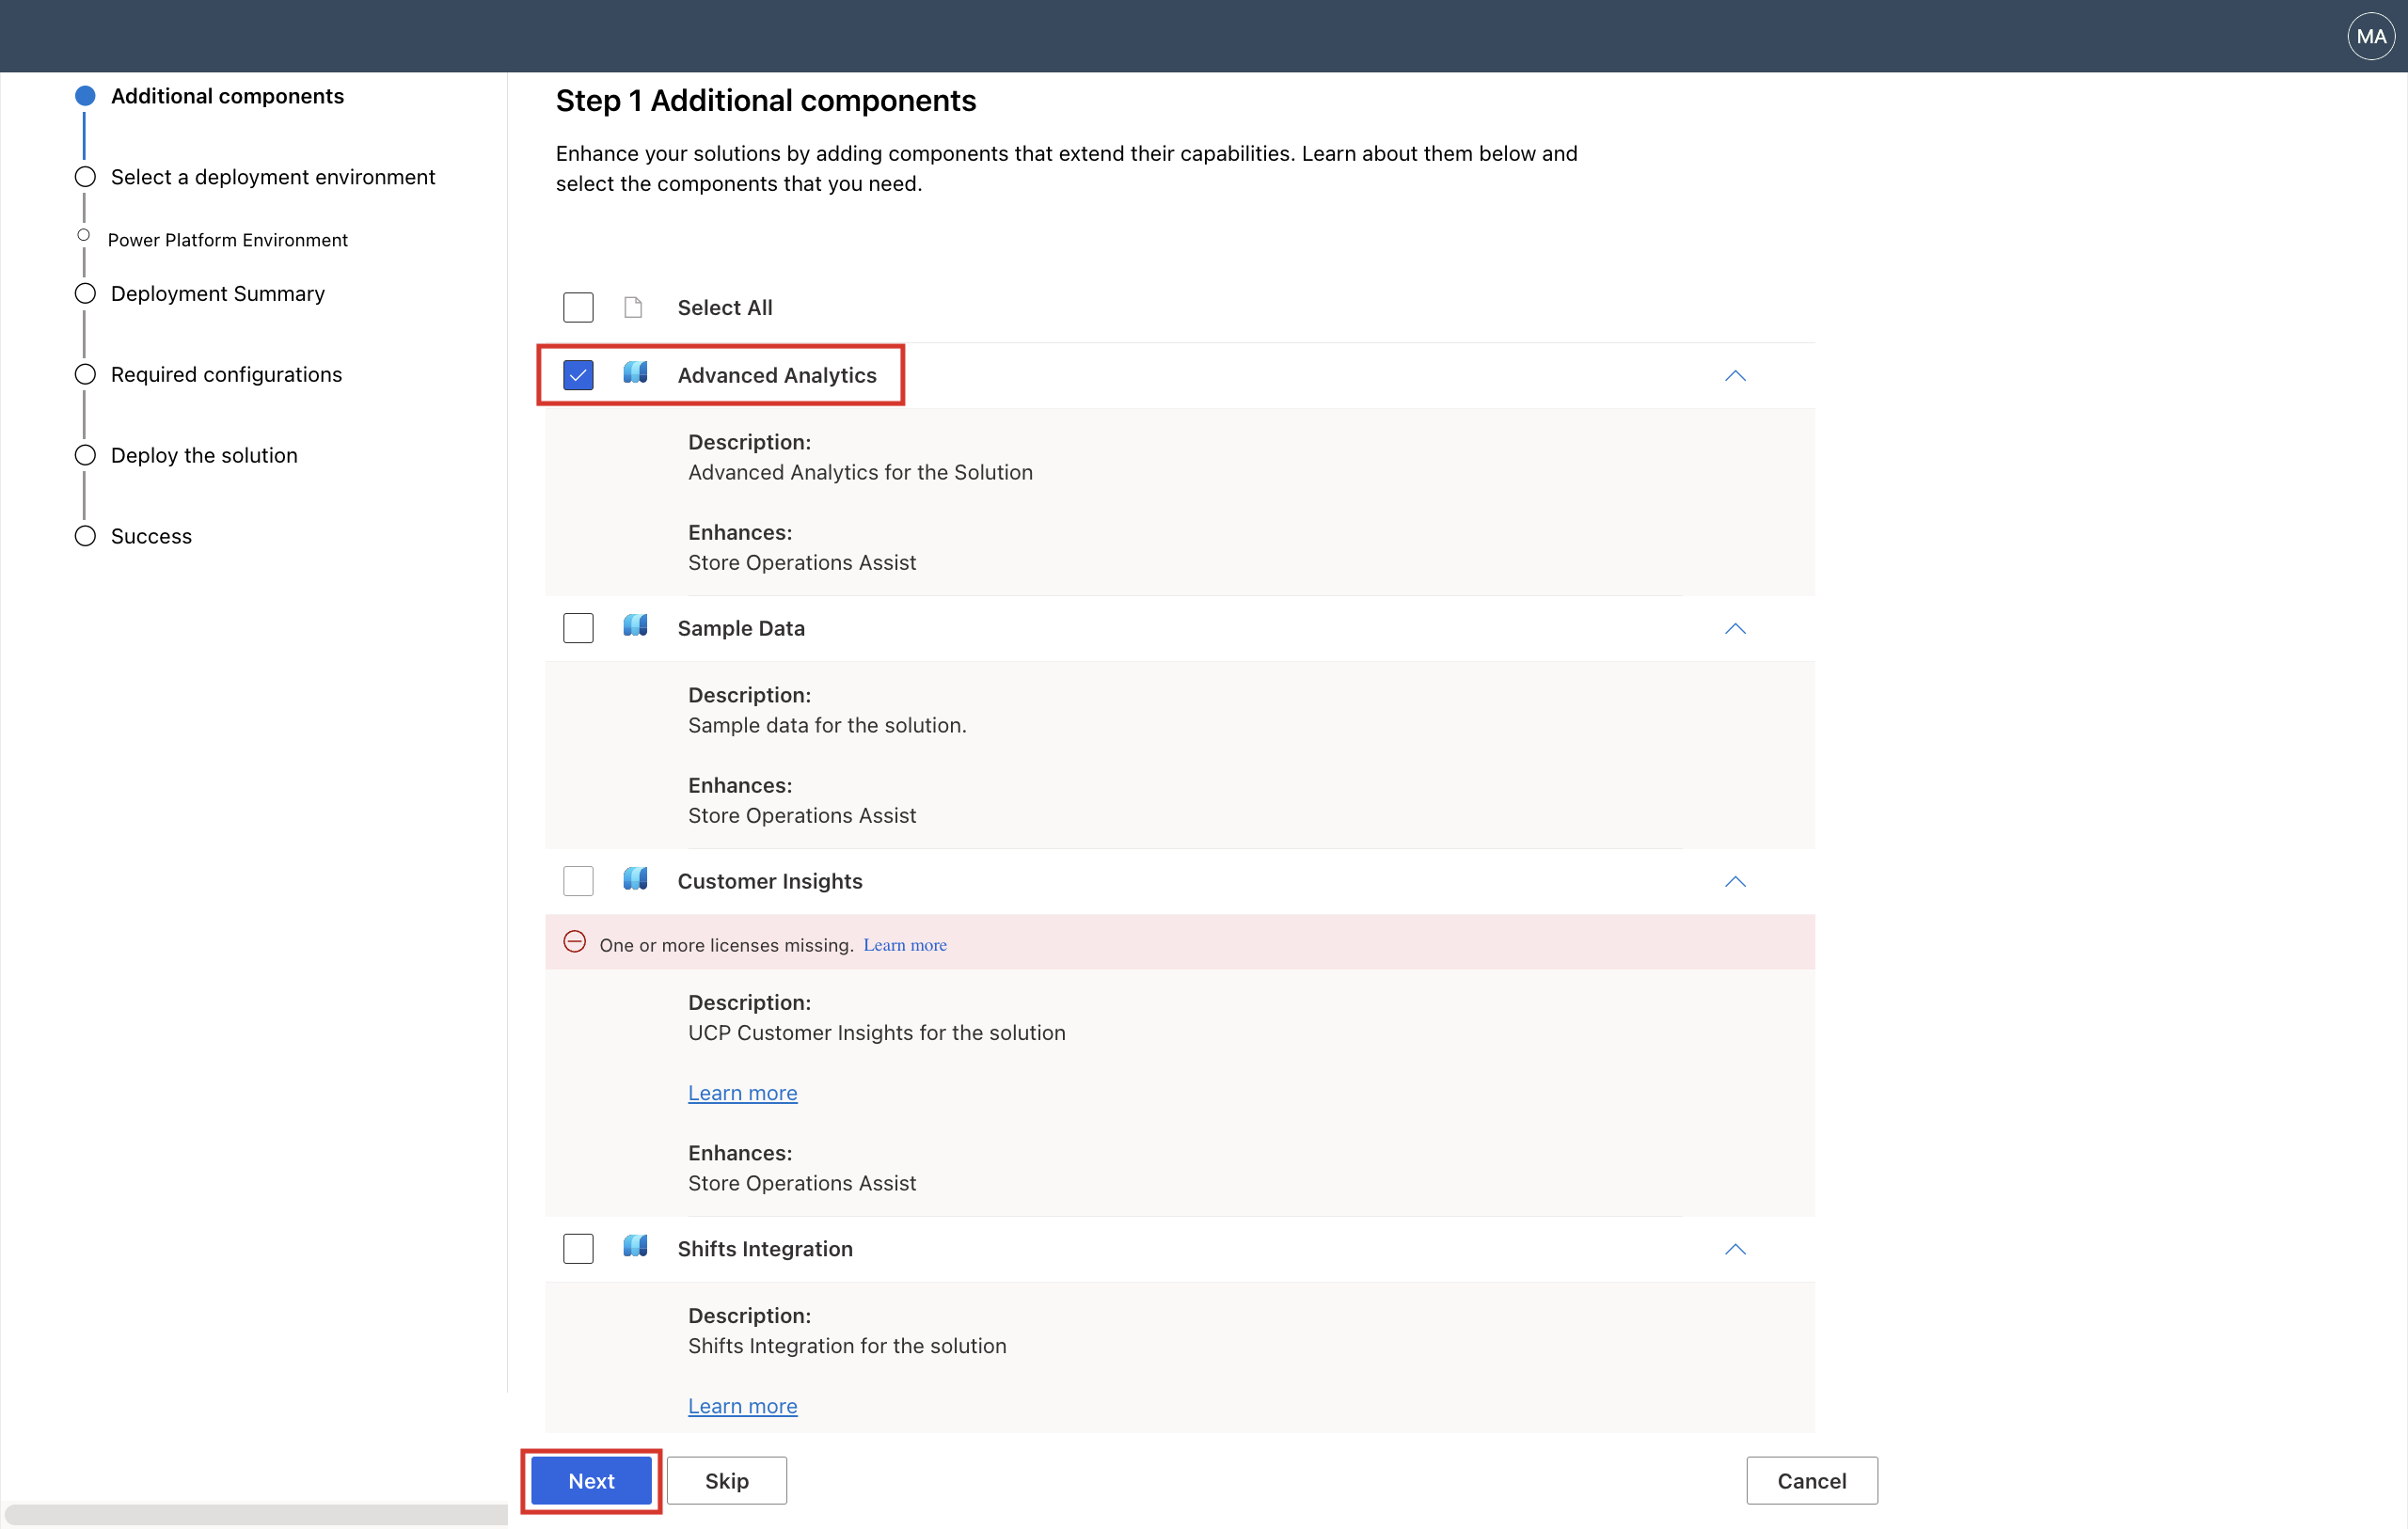 MA
Additional components
Select a deployment environment
Power Platform Environment
Deployment Summary
Required configurations
Deploy the solution
Success
Step 1 Additional components
Enhance your solutions by adding components that extend their capabilities. Learn about them below and
select the components that you need.
Select All
Advanced Analytics
Description:
Advanced Analytics for the Solution
Enhances:
Store Operations Assist
Sample Data
Description:
Sample data for the solution.
Enhances:
Store Operations Assist
Customer Insights
One or more licenses missing. Learn more
Description:
UCP Customer Insights for the solution
Learn more
Enhances:
Store Operations Assist
Shifts Integration
Description:
Shifts Integration for the solution
Learn more
Next
Skip
Cancel